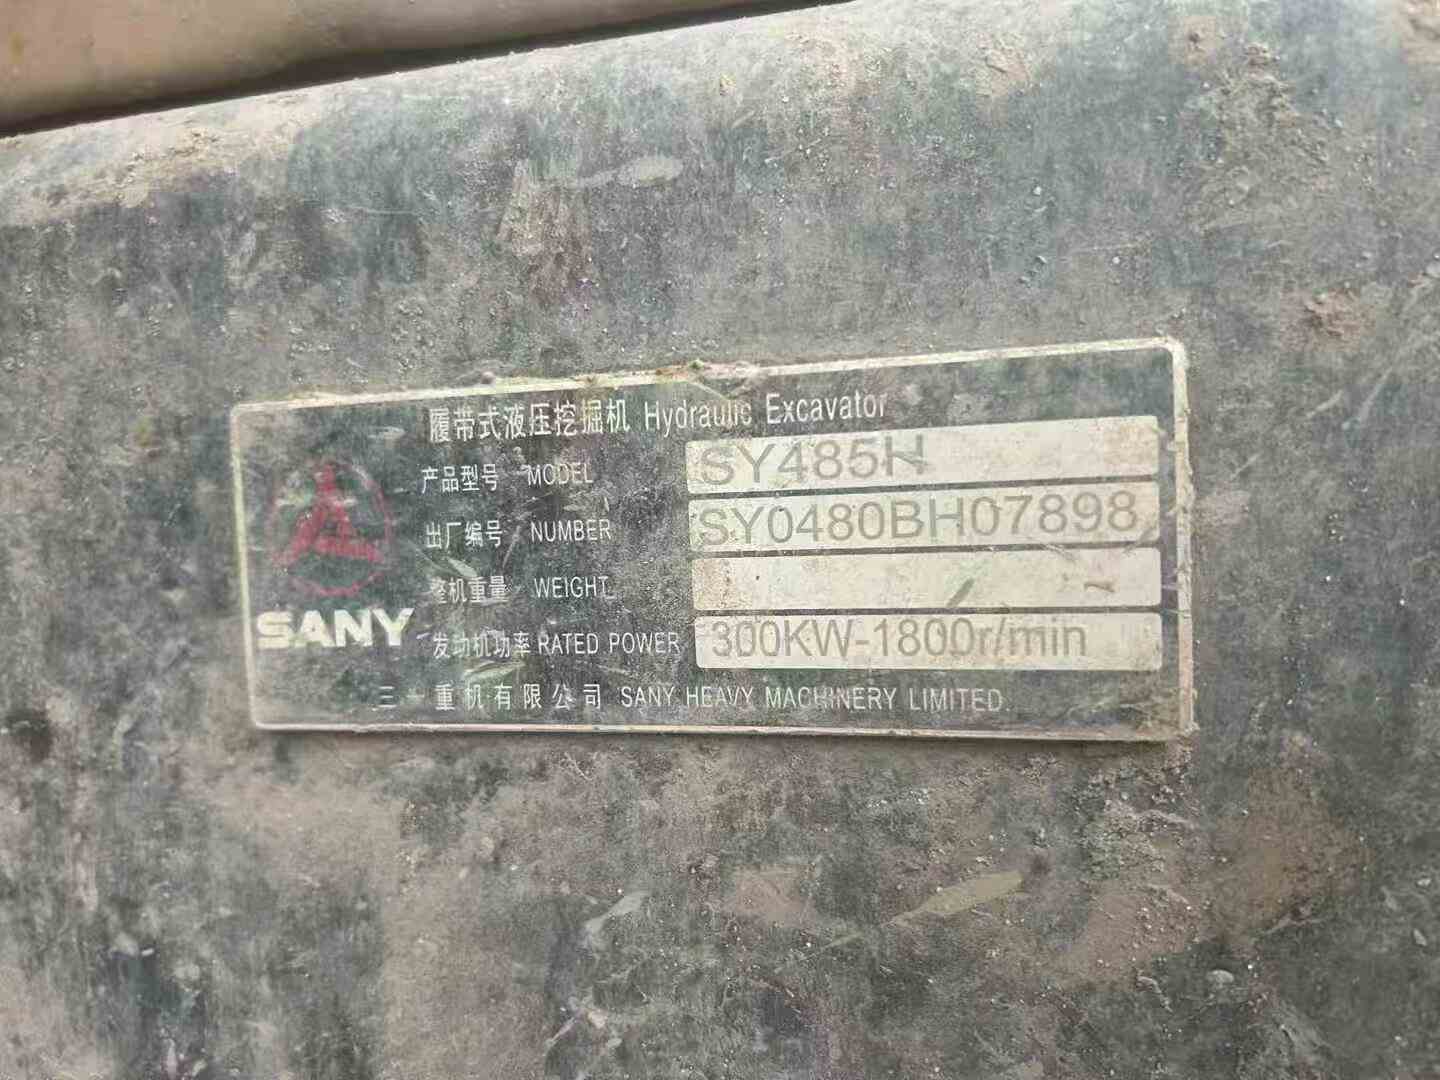 履带式液压挖掘机 Hydraulic Excavator
产品型号 MODEL SY485H
出厂编号 NUMBER SY0480BH07898
整机重量 WEIGHT
发动机功率 RATED POWER 300KW-1800r/min
SANY
三一重机有限公司 SANY HEAVY MACHINERY LIMITED.